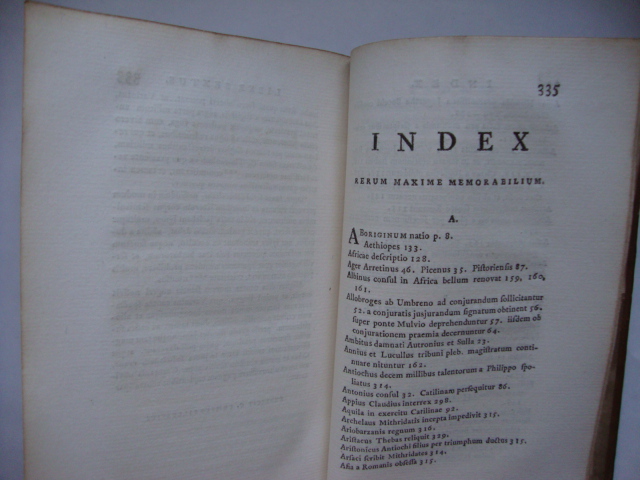 335
INDEX
RERUM MAXIME MEMORABILIUM.
A.
ABORIGINUM natio p. 8.
Aethiopes 133.
Africae descriptio 128.
Ager Arretinus 46. Picenus 35. Pistoriensis 87.
Albinus consul in Africa bellum renovat 159, 160,
161.
Allobroges ab Umbreno ad conjurandum sollicitantur
52. a conjuratis jusjurandum signatum obtinent 56.
super ponte Mulvio deprehenduntur 57. iisdem ob
conjurationem praemia decernuntur 64.
Ambitus damnati Autronius et Sulla 23.
Annius et Lucullus tribuni pleb. magistratum conti-
nuare nituntur 162.
Antiochus decem millibus talentorum a Philippo spo-
liatus 314.
Antonius consul 32. Catilinam persequitur 86.
Appius Claudius interrex 298.
Aquila in exercitu Catilinae 92.
Archelaus Mithridatis incepta impedivit 315.
Ariobarzanis regnum 316.
Aristaeus Thebas reliquit 329.
Aristonicus Antiochi filius per triumphum ductus 315.
Arsaci scribit Mithridates 314.
Asia a Romanis obsessa 315.